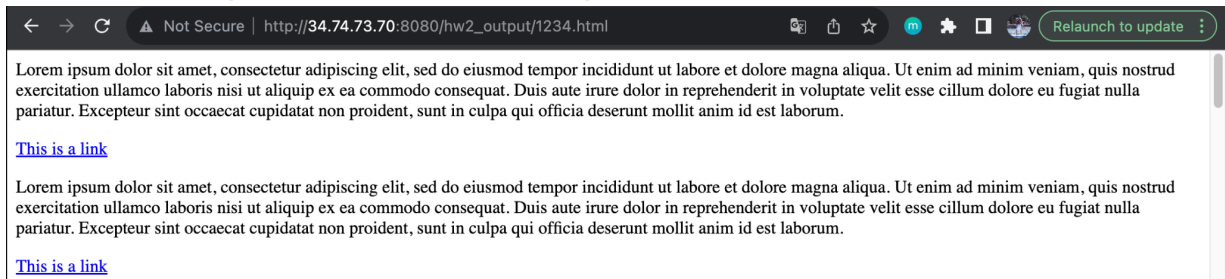 Not Secure | http://34.74.73.70:8080/hw2_output/1234.html
m
Relaunch to update
Lorem ipsum dolor sit amet, consectetur adipiscing elit, sed do eiusmod tempor incididunt ut labore et dolore magna aliqua. Ut enim ad minim veniam, quis nostrud
exercitation ullamco laboris nisi ut aliquip ex ea commodo consequat. Duis aute irure dolor in reprehenderit in voluptate velit esse cillum dolore eu fugiat nulla
pariatur. Excepteur sint occaecat cupidatat non proident, sunt in culpa qui officia deserunt mollit anim id est laborum.
This is a link
Lorem ipsum dolor sit amet, consectetur adipiscing elit, sed do eiusmod tempor incididunt ut labore et dolore magna aliqua. Ut enim ad minim veniam, quis nostrud
exercitation ullamco laboris nisi ut aliquip ex ea commodo consequat. Duis aute irure dolor in reprehenderit in voluptate velit esse cillum dolore eu fugiat nulla
pariatur. Excepteur sint occaecat cupidatat non proident, sunt in culpa qui officia deserunt mollit anim id est laborum.
This is a link